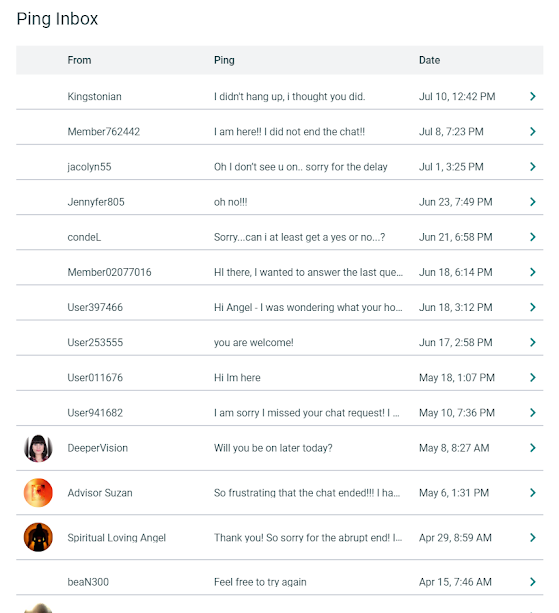 Ping Inbox
From Ping Date
Kingstonian I didn't hang up, i thought you did. Jul 10, 12:42 PM
Member762442 I am here!! I did not end the chat!! Jul 8, 7:23 PM
jacolyn55 Oh I don't see u on.. sorry for the delay Jul 1, 3:25 PM
Jennyfer805 oh no!!! Jun 23, 7:49 PM
condeL Sorry...can i at least get a yes or no...? Jun 21, 6:58 PM
Member02077016 HI there, I wanted to answer the last que... Jun 18, 6:14 PM
User397466 Hi Angel - I was wondering what your ho... Jun 18, 3:12 PM
User253555 you are welcome! Jun 17, 2:58 PM
User011676 Hi Im here May 18, 1:07 PM
User941682 I am sorry I missed your chat request! I ... May 10, 7:36 PM
DeeperVision Will you be on later today? May 8, 8:27 AM
Advisor Suzan So frustrating that the chat ended!!! I ha... May 6, 1:31 PM
Spiritual Loving Angel Thank you! So sorry for the abrupt end! I... Apr 29, 8:59 AM
beaN300 Feel free to try again Apr 15, 7:46 AM